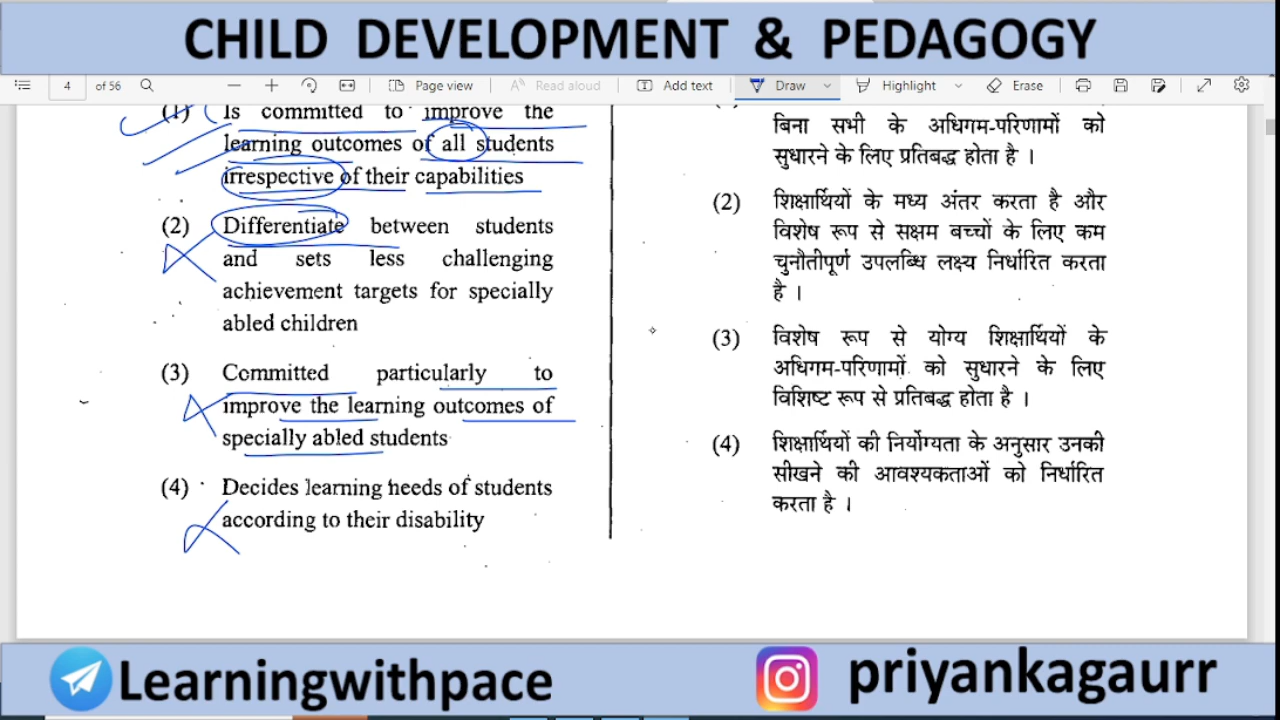 CHILD DEVELOPMENT & PEDAGOGY
4 of 56
Page view
Read aloud
Add text
Draw
Highlight
Erase
(1) Is committed to improve the
learning outcomes of all students
irrespective of their capabilities
(2) Differentiate between students
and sets less challenging
achievement targets for specially
abled children
(3) Committed particularly to
improve the learning outcomes of
specially abled students
(4) Decides learning needs of students
according to their disability
बिना सभी के अधिगम-परिणामों को
सुधारने के लिए प्रतिबद्ध होता है ।
(2) शिक्षार्थियों के मध्य अंतर करता है और
विशेष रूप से सक्षम बच्चों के लिए कम
चुनौतीपूर्ण उपलब्धि लक्ष्य निर्धारित करता
है ।
(3) विशेष रूप से योग्य शिक्षार्थियों के
अधिगम-परिणामों को सुधारने के लिए
विशिष्ट रूप से प्रतिबद्ध होता है ।
(4) शिक्षार्थियों की निर्योग्यता के अनुसार उनकी
सीखने की आवश्यकताओं को निर्धारित
करता है ।
Learningwithpace
priyankagaurr